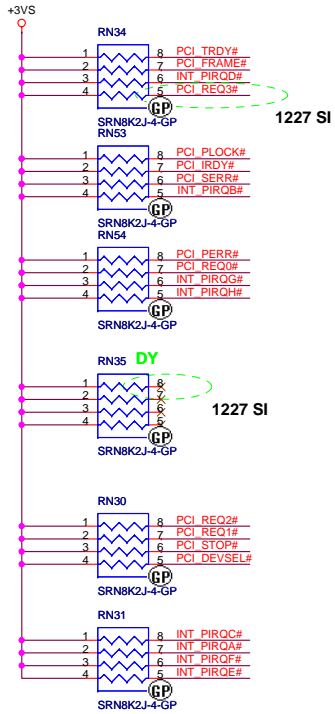 +3VS
RN34
1 8 PCI_TRDY#
2 7 PCI_FRAME#
3 6 INT_PIRQD#
4 5 PCI_REQ3#
GP
1227 SI
SRN8K2J-4-GP
RN53
1 8 PCI_PLOCK#
2 7 PCI_IRDY#
3 6 PCI_SERR#
4 5 INT_PIRQB#
GP
SRN8K2J-4-GP
RN54
1 8 PCI_PERR#
2 7 PCI_REQ0#
3 6 INT_PIRQG#
4 5 INT_PIRQH#
GP
SRN8K2J-4-GP
RN35 DY
1 8
2 7
3 6
4 5
1227 SI
GP
SRN8K2J-4-GP
RN30
1 8 PCI_REQ2#
2 7 PCI_REQ1#
3 6 PCI_STOP#
4 5 PCI_DEVSEL#
GP
SRN8K2J-4-GP
RN31
1 8 INT_PIRQC#
2 7 INT_PIRQA#
3 6 INT_PIRQF#
4 5 INT_PIRQE#
GP
SRN8K2J-4-GP